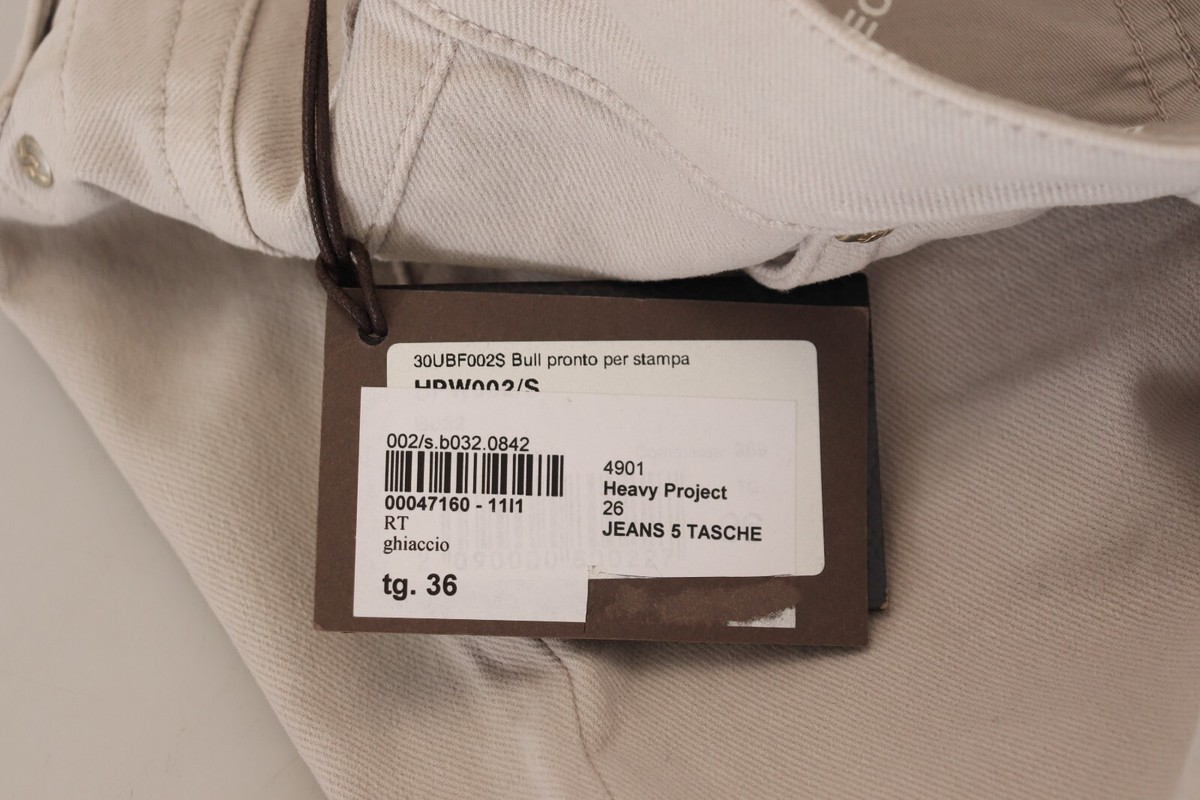 30UBF002S Bull pronto per stampa
HPW002/S
002/s.b032.0842
00047160 - 11I1
RT
ghiaccio
tg. 36
4901
Heavy Project
26
JEANS 5 TASCHE